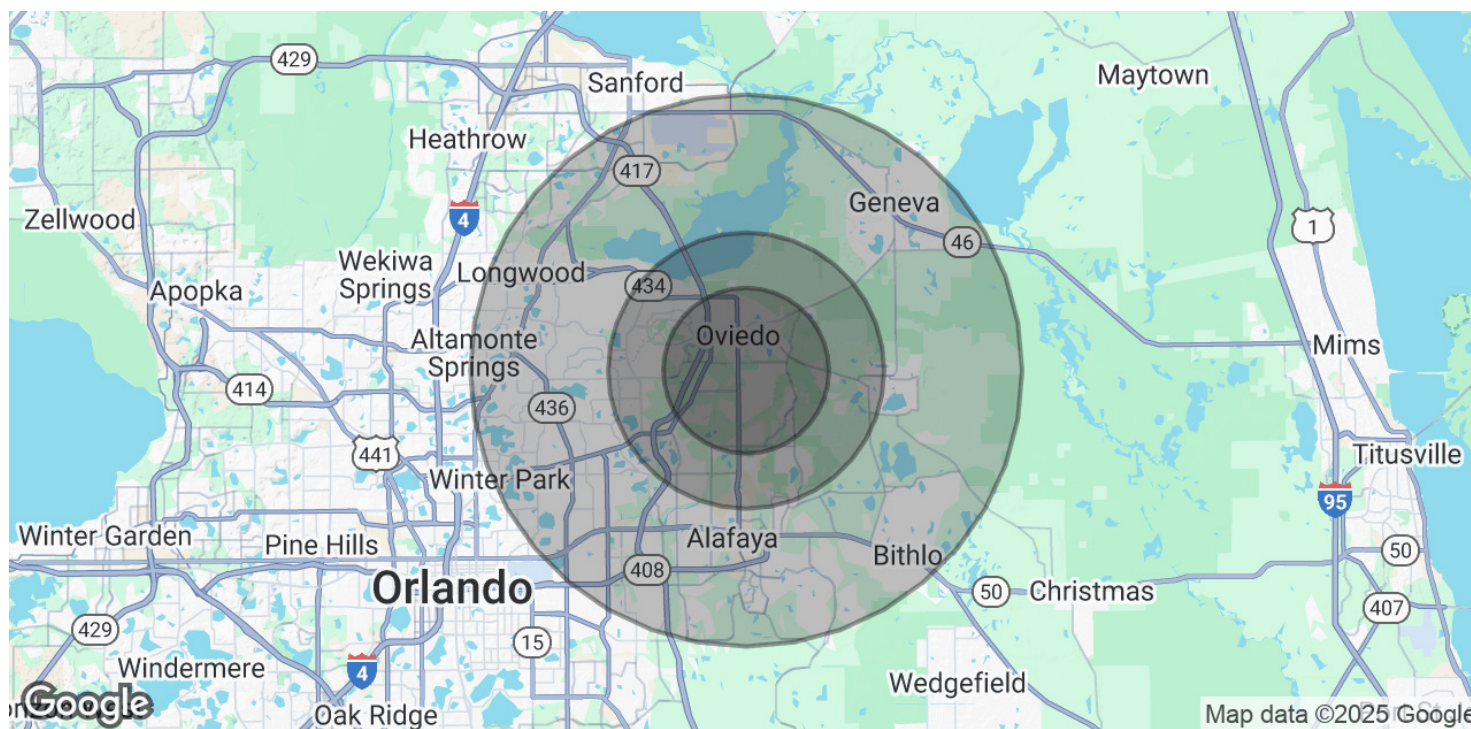 429
Sanford
Maytown
Heathrow
417
Zellwood
4
Geneva
1
46
Wekiwa
Springs
Longwood
Apopka
434
Oviedo
Altamonte
Springs
Mims
414
436
441
Winter Park
Titusville
95
Winter Garden
Pine Hills
Alafaya
Bithlo
50
408
Orlando
50
Christmas
407
429
15
Windermere
4
Wedgefield
Google
Oak Ridge
Map data ©2025 Google